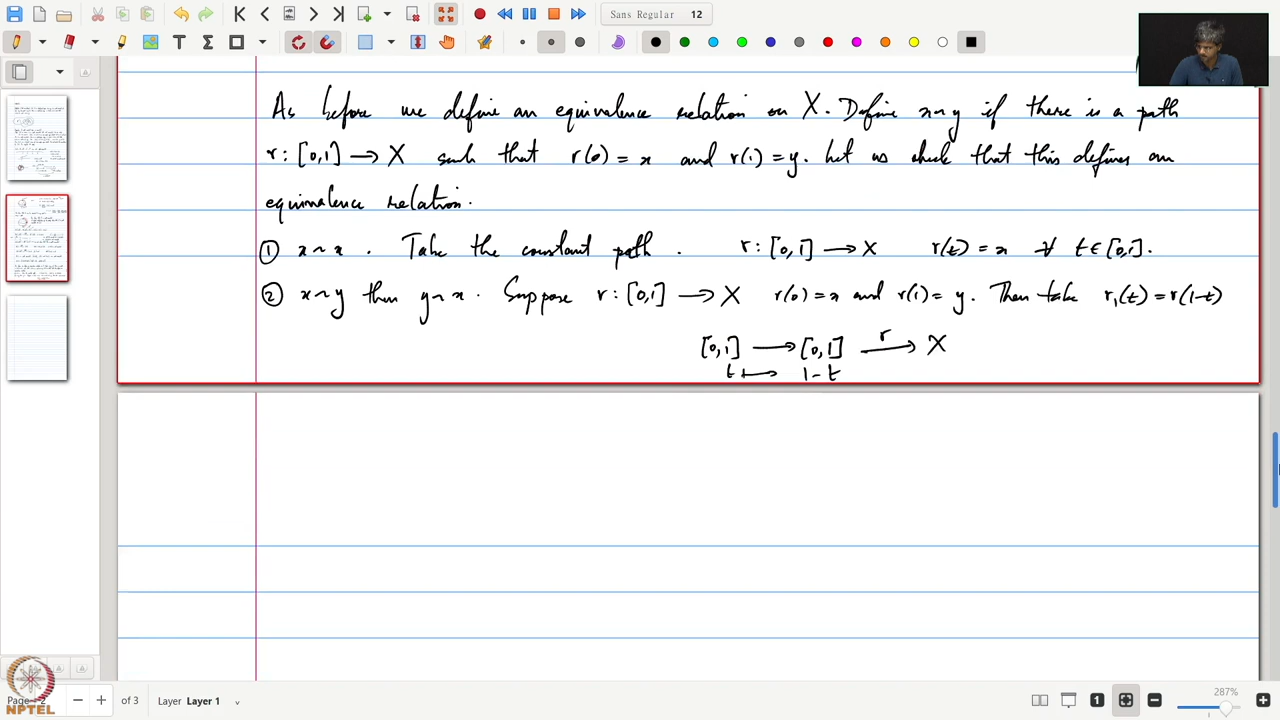 Sans Regular 12
As before we define an equivalence relation on X. Define x~y if there is a path
r : [0,1] → X such that r(0) = x and r(1) = y. Let us check that this defines an
equivalence relation.
① x ~ x . Take the constant path . r : [0,1] → X r(t) = x ∀ t ∈ [0,1].
② x~y then y~x . Suppose r : [0,1] → X r(0) = x and r(1) = y. Then take r₁(t) = r(1-t)
[0,1] → [0,1] r→ X
t ↦ 1-t
Page 2 of 3 Layer Layer 1
287%
NPTEL